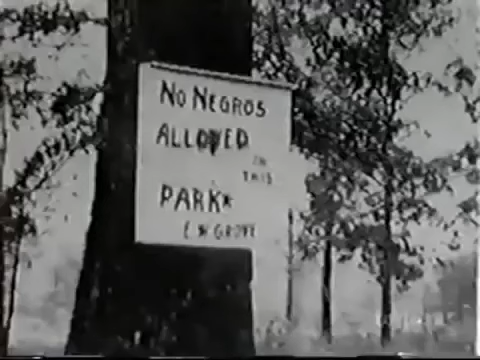 No NEGROS
ALLOWED
IN
THIS
PARK
E W GROVE